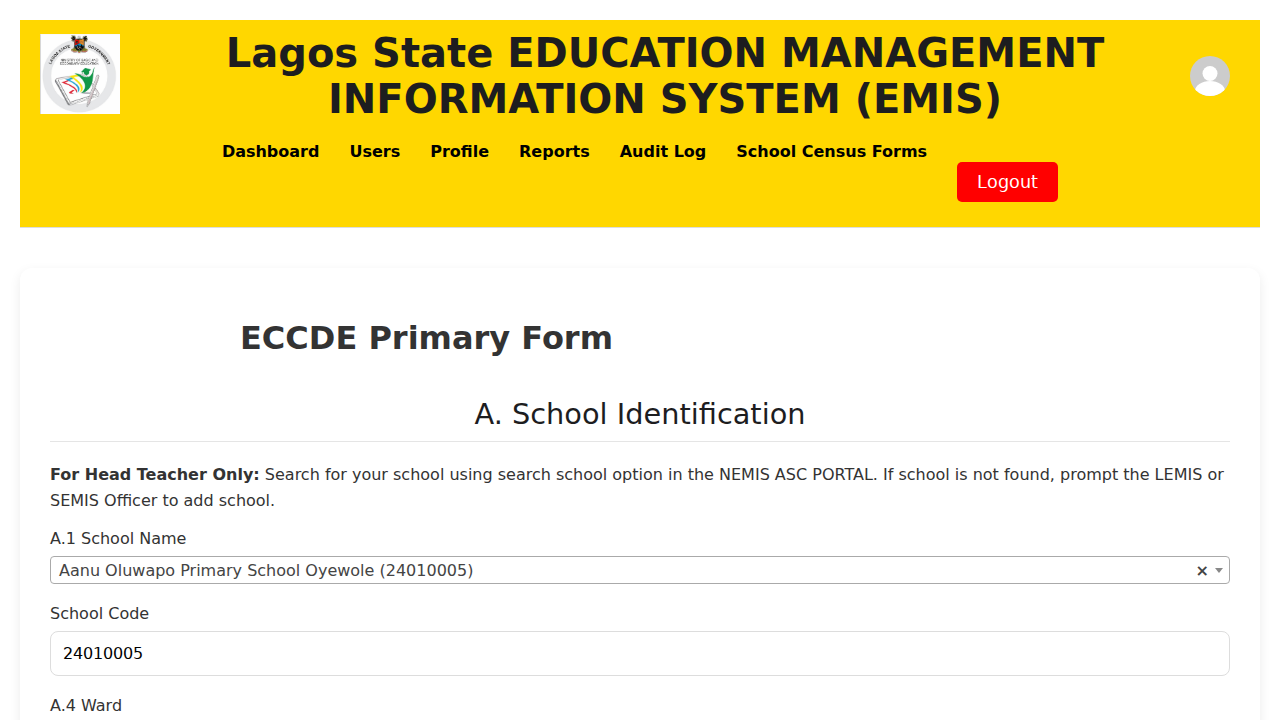 Lagos State EDUCATION MANAGEMENT
INFORMATION SYSTEM (EMIS)
Dashboard Users Profile Reports Audit Log School Census Forms
Logout
ECCDE Primary Form
A. School Identification
For Head Teacher Only: Search for your school using search school option in the NEMIS ASC PORTAL. If school is not found, prompt the LEMIS or
SEMIS Officer to add school.
A.1 School Name
Aanu Oluwapo Primary School Oyewole (24010005) ×
School Code
24010005
A.4 Ward